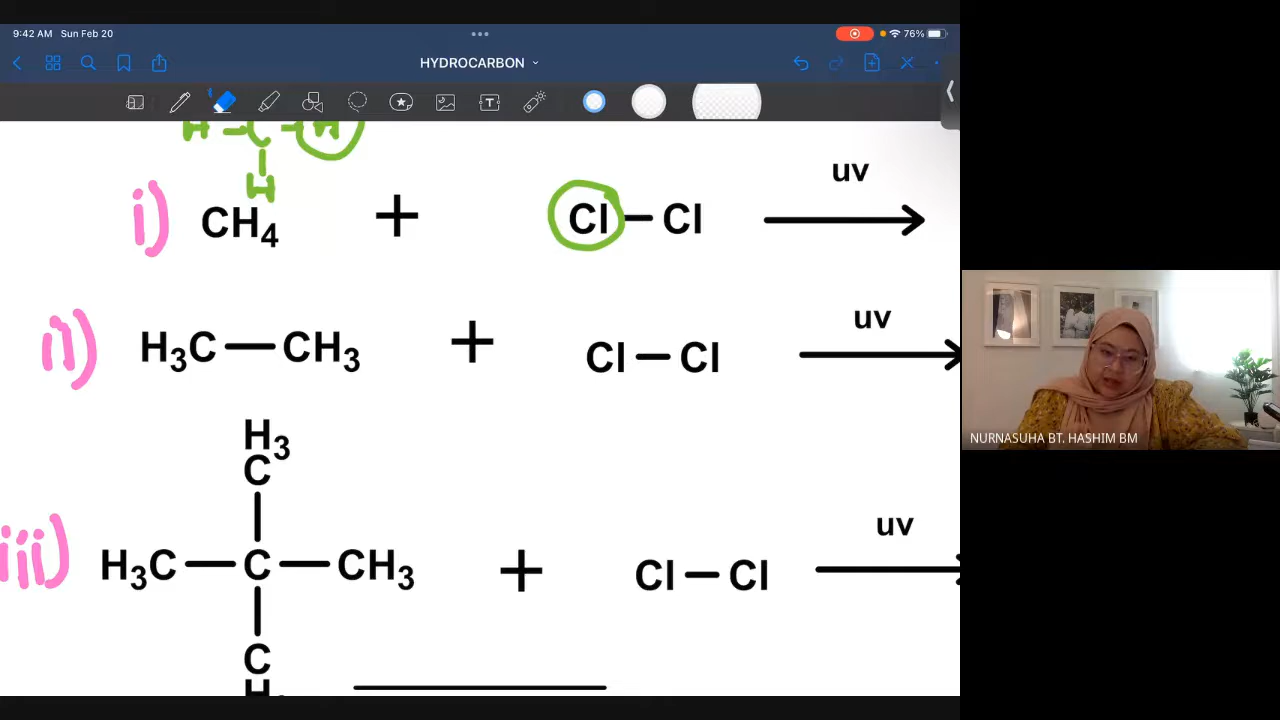 9:42 AM Sun Feb 20
76%
HYDROCARBON
T
H – C – H
H
i) CH4 + Cl – Cl uv
ii) H3C – CH3 + Cl – Cl uv
H3
C
iii) H3C – C – CH3 + Cl – Cl uv
C
H
NURNASUHA BT. HASHIM BM